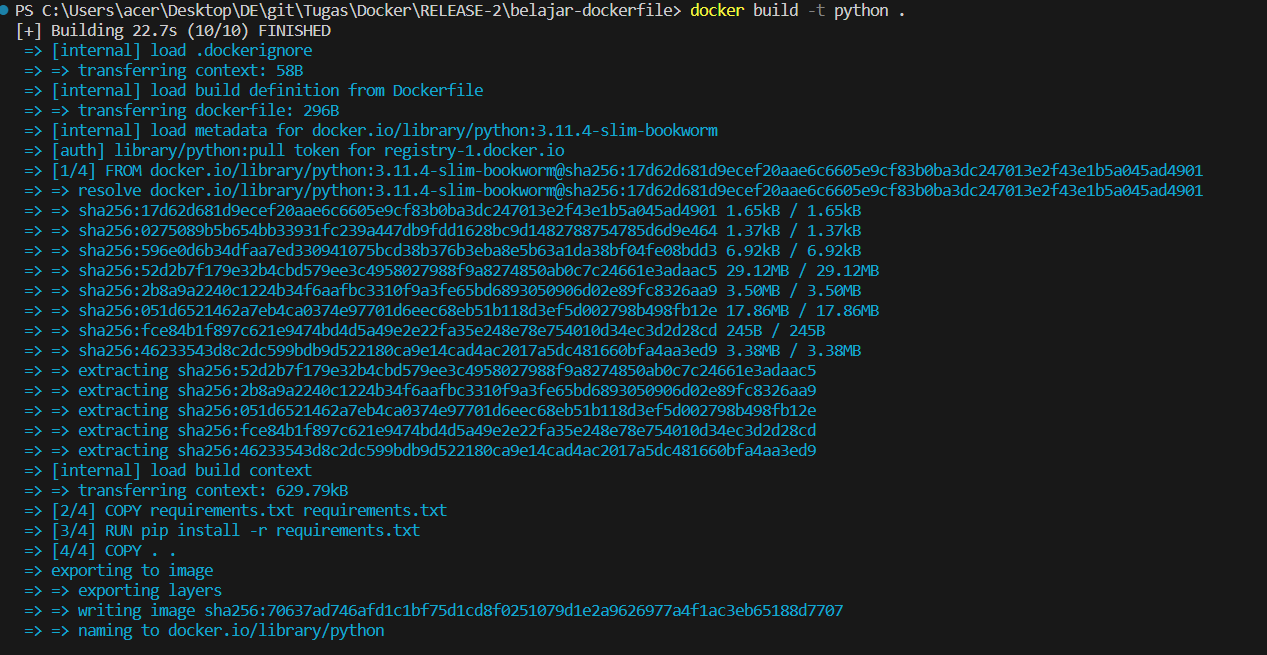 PS C:\Users\acer\Desktop\DE\git\Tugas\Docker\RELEASE-2\belajar-dockerfile> docker build -t python .
[+] Building 22.7s (10/10) FINISHED
=> [internal] load .dockerignore
=> => transferring context: 58B
=> [internal] load build definition from Dockerfile
=> => transferring dockerfile: 296B
=> [internal] load metadata for docker.io/library/python:3.11.4-slim-bookworm
=> [auth] library/python:pull token for registry-1.docker.io
=> [1/4] FROM docker.io/library/python:3.11.4-slim-bookworm@sha256:17d62d681d9ecef20aae6c6605e9cf83b0ba3dc247013e2f43e1b5a045ad4901
=> => resolve docker.io/library/python:3.11.4-slim-bookworm@sha256:17d62d681d9ecef20aae6c6605e9cf83b0ba3dc247013e2f43e1b5a045ad4901
=> => sha256:17d62d681d9ecef20aae6c6605e9cf83b0ba3dc247013e2f43e1b5a045ad4901 1.65kB / 1.65kB
=> => sha256:0275089b5b654bb33931fc239a447db9fdd1628bc9d1482788754785d6d9e464 1.37kB / 1.37kB
=> => sha256:596e0d6b34dfaa7ed330941075bcd38b376b3eba8e5b63a1da38bf04fe08bdd3 6.92kB / 6.92kB
=> => sha256:52d2b7f179e32b4cbd579ee3c4958027988f9a8274850ab0c7c24661e3adaac5 29.12MB / 29.12MB
=> => sha256:2b8a9a2240c1224b34f6aafbc3310f9a3fe65bd6893050906d02e89fc8326aa9 3.50MB / 3.50MB
=> => sha256:051d6521462a7eb4ca0374e97701d6eec68eb51b118d3ef5d002798b498fb12e 17.86MB / 17.86MB
=> => sha256:fce84b1f897c621e9474bd4d5a49e2e22fa35e248e78e754010d34ec3d2d28cd 245B / 245B
=> => sha256:46233543d8c2dc599bdb9d522180ca9e14cad4ac2017a5dc481660bfa4aa3ed9 3.38MB / 3.38MB
=> => extracting sha256:52d2b7f179e32b4cbd579ee3c4958027988f9a8274850ab0c7c24661e3adaac5
=> => extracting sha256:2b8a9a2240c1224b34f6aafbc3310f9a3fe65bd6893050906d02e89fc8326aa9
=> => extracting sha256:051d6521462a7eb4ca0374e97701d6eec68eb51b118d3ef5d002798b498fb12e
=> => extracting sha256:fce84b1f897c621e9474bd4d5a49e2e22fa35e248e78e754010d34ec3d2d28cd
=> => extracting sha256:46233543d8c2dc599bdb9d522180ca9e14cad4ac2017a5dc481660bfa4aa3ed9
=> [internal] load build context
=> => transferring context: 629.79kB
=> [2/4] COPY requirements.txt requirements.txt
=> [3/4] RUN pip install -r requirements.txt
=> [4/4] COPY . .
=> exporting to image
=> => exporting layers
=> => writing image sha256:70637ad746afd1c1bf75d1cd8f0251079d1e2a9626977a4f1ac3eb65188d7707
=> => naming to docker.io/library/python